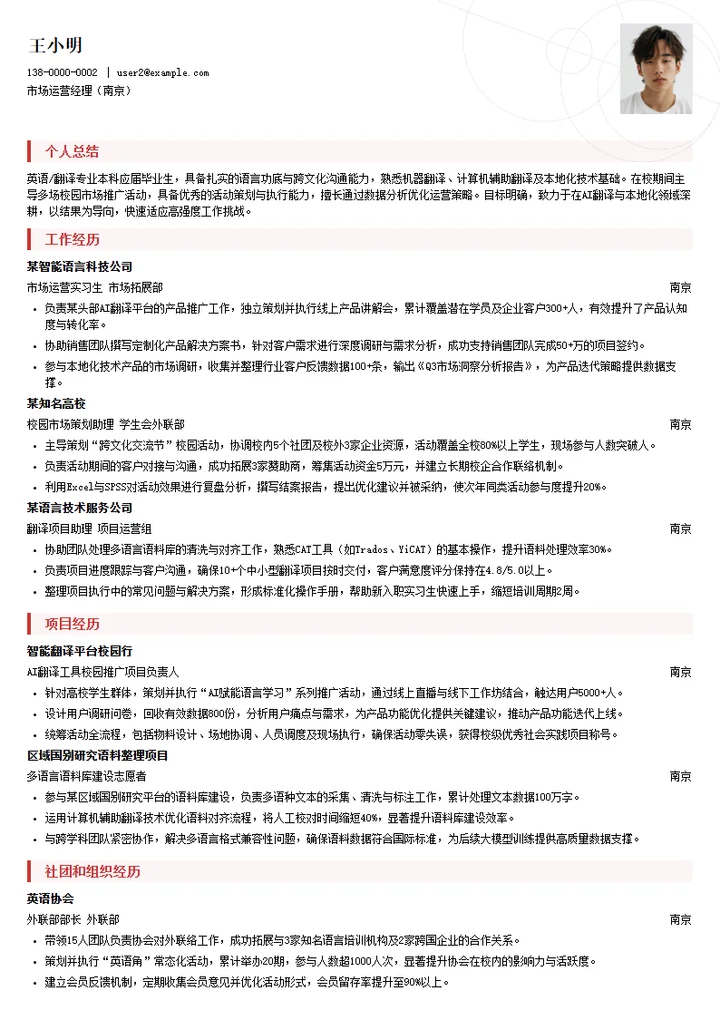 王小明
138-0000-0002 | user2@example.com
市场运营经理（南京）
个人总结
英语/翻译专业本科应届毕业生，具备扎实的语言功底与跨文化沟通能力，熟悉机器翻译、计算机辅助翻译及本地化技术基础。在校期间主
导多场校园市场推广活动，具备优秀的活动策划与执行能力，擅长通过数据分析优化运营策略。目标明确，致力于在AI翻译与本地化领域深
耕，以结果为导向，快速适应高强度工作挑战。
工作经历
某智能语言科技公司
市场运营实习生 市场拓展部 南京
• 负责某头部AI翻译平台的产品推广工作，独立策划并执行线上产品讲解会，累计覆盖潜在学员及企业客户300+人，有效提升了产品认知
度与转化率。
• 协助销售团队撰写定制化产品解决方案书，针对客户需求进行深度调研与需求分析，成功支持销售团队完成50+万的项目签约。
• 参与本地化技术产品的市场调研，收集并整理行业客户反馈数据100+条，输出《Q3市场洞察分析报告》，为产品迭代策略提供数据支
撑。
某知名高校
校园市场策划助理 学生会外联部 南京
• 主导策划“跨文化交流节”校园活动，协调校内5个社团及校外3家企业资源，活动覆盖全校80%以上学生，现场参与人数突破人。
• 负责活动期间的客户对接与沟通，成功拓展3家赞助商，筹集活动资金5万元，并建立长期校企合作联络机制。
• 利用Excel与SPSS对活动效果进行复盘分析，撰写结案报告，提出优化建议并被采纳，使次年同类活动参与度提升20%。
某语言技术服务公司
翻译项目助理 项目运营组 南京
• 协助团队处理多语言语料库的清洗与对齐工作，熟悉CAT工具（如Trados、YiCAT）的基本操作，提升语料处理效率30%。
• 负责项目进度跟踪与客户沟通，确保10+个中小型翻译项目按时交付，客户满意度评分保持在4.8/5.0以上。
• 整理项目执行中的常见问题与解决方案，形成标准化操作手册，帮助新入职实习生快速上手，缩短培训周期2周。
项目经历
智能翻译平台校园行
AI翻译工具校园推广项目负责人 南京
• 针对高校学生群体，策划并执行“AI赋能语言学习”系列推广活动，通过线上直播与线下工作坊结合，触达用户5000+人。
• 设计用户调研问卷，回收有效数据800份，分析用户痛点与需求，为产品功能优化提供关键建议，推动产品功能迭代上线。
• 统筹活动全流程，包括物料设计、场地协调、人员调度及现场执行，确保活动零失误，获得校级优秀社会实践项目称号。
区域国别研究语料整理项目
多语言语料库建设志愿者 南京
• 参与某区域国别研究平台的语料库建设，负责多语种文本的采集、清洗与标注工作，累计处理文本数据100万字。
• 运用计算机辅助翻译技术优化语料对齐流程，将人工校对时间缩短40%，显著提升语料库建设效率。
• 与跨学科团队紧密协作，解决多语言格式兼容性问题，确保语料数据符合国际标准，为后续大模型训练提供高质量数据支撑。
社团和组织经历
英语协会
外联部部长 外联部 南京
• 带领15人团队负责协会对外联络工作，成功拓展与3家知名语言培训机构及2家跨国企业的合作关系。
• 策划并执行“英语角”常态化活动，累计举办20期，参与人数超1000人次，显著提升协会在校内的影响力与活跃度。
• 建立会员反馈机制，定期收集会员意见并优化活动形式，会员留存率提升至90%以上。